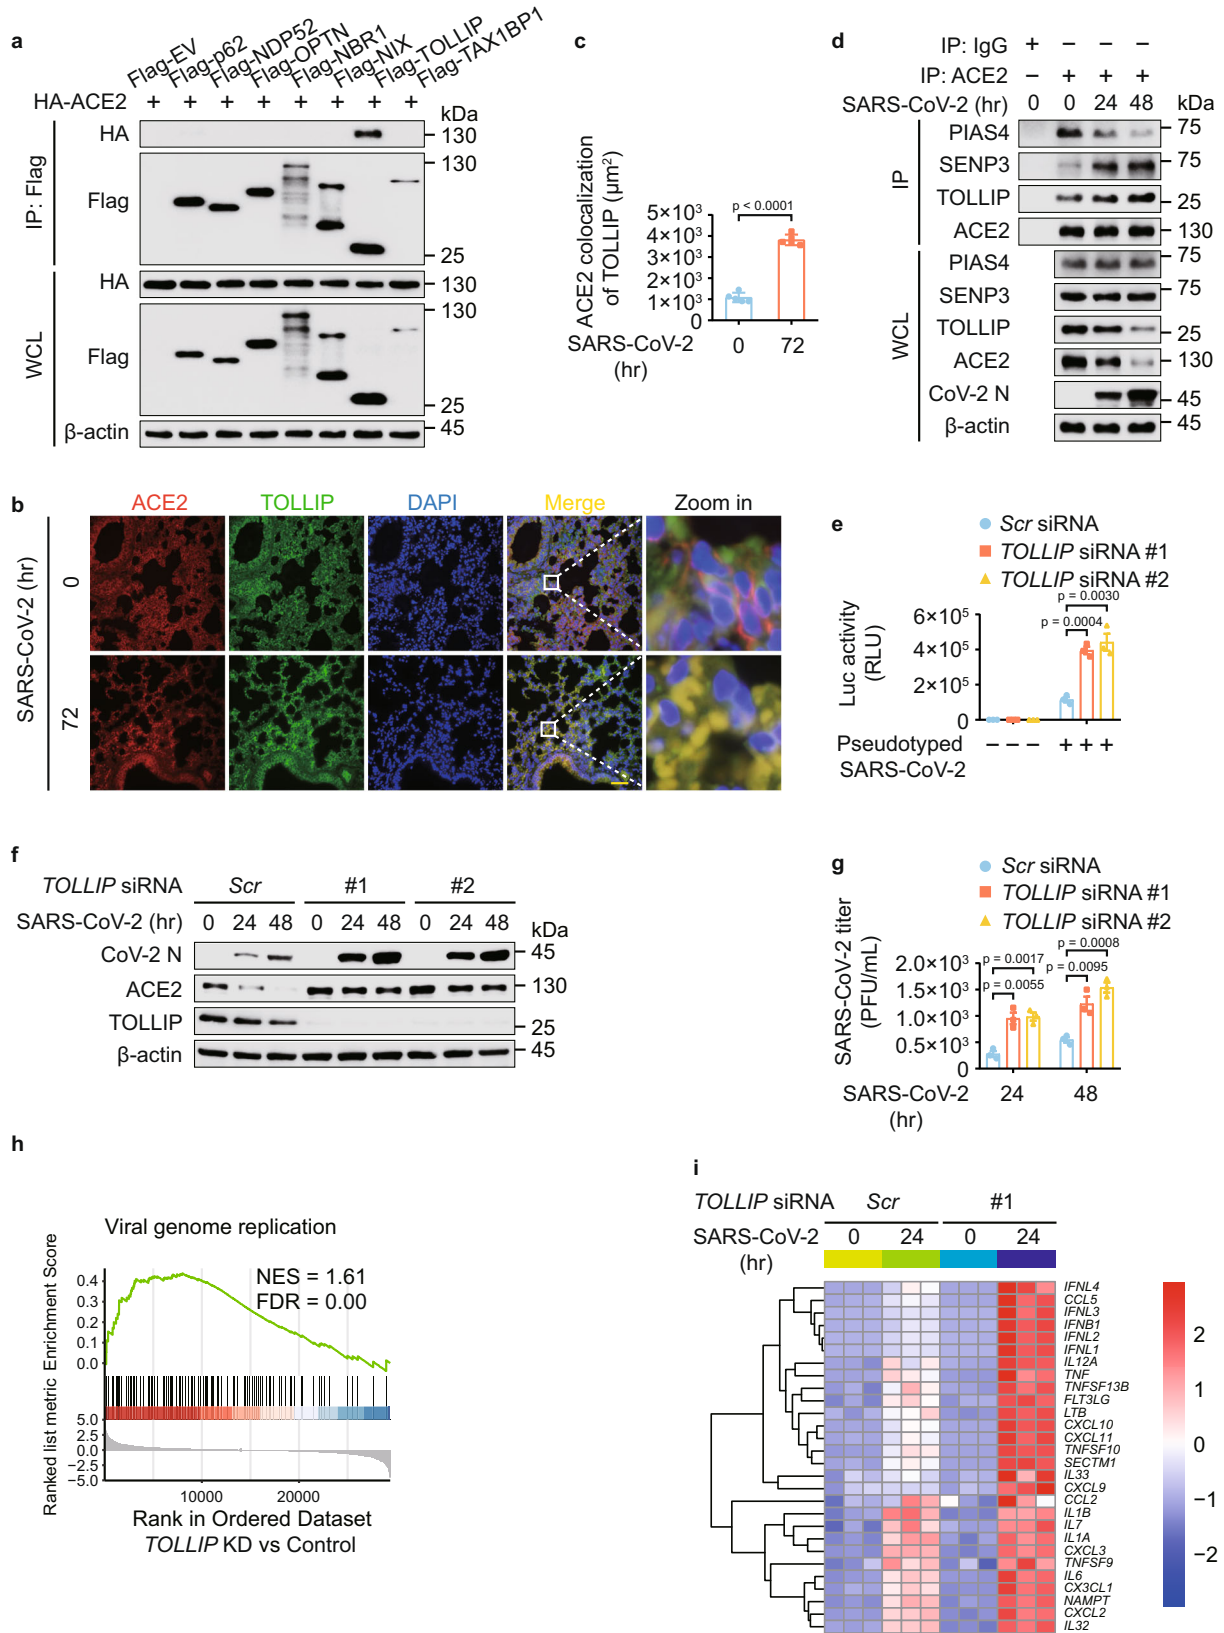 a
Flag-EV
Flag-p62
Flag-NDP52
Flag-OPTN
Flag-NBR1
Flag-NIX
Flag-TOLLIP
Flag-TAX1BP1
HA-ACE2 + + + + + + + +
kDa
IP: Flag
HA 130
Flag 130
25
WCL
HA 130
Flag 130
25
β-actin 45
c
ACE2 colocalization
of TOLLIP (μm²)
p < 0.0001
5×10³
4×10³
3×10³
2×10³
1×10³
0
SARS-CoV-2
(hr)
0 72
d
IP: IgG + − − −
IP: ACE2 − + + +
SARS-CoV-2 (hr) 0 0 24 48 kDa
IP
PIAS4 75
SENP3 75
TOLLIP 25
ACE2 130
WCL
PIAS4 75
SENP3 75
TOLLIP 25
ACE2 130
CoV-2 N 45
β-actin 45
b
ACE2 TOLLIP DAPI Merge Zoom in
SARS-CoV-2 (hr)
0
72
e
Scr siRNA
TOLLIP siRNA #1
TOLLIP siRNA #2
p = 0.0030
p = 0.0004
Luc activity
(RLU)
6×10⁵
4×10⁵
2×10⁵
0
Pseudotyped
SARS-CoV-2
− − − + + +
f
TOLLIP siRNA Scr #1 #2
SARS-CoV-2 (hr) 0 24 48 0 24 48 0 24 48
kDa
CoV-2 N 45
ACE2 130
TOLLIP 25
β-actin 45
g
Scr siRNA
TOLLIP siRNA #1
TOLLIP siRNA #2
p = 0.0008
p = 0.0017
p = 0.0095
p = 0.0055
SARS-CoV-2 titer
(PFU/mL)
2.0×10³
1.5×10³
1.0×10³
0.5×10³
0
SARS-CoV-2
(hr)
24 48
h
Viral genome replication
NES = 1.61
FDR = 0.00
Enrichment Score
0.4
0.3
0.2
0.1
0.0
Ranked list metric
5.0
2.5
0.0
−2.5
−5.0
10000 20000
Rank in Ordered Dataset
TOLLIP KD vs Control
i
TOLLIP siRNA Scr #1
SARS-CoV-2
(hr)
0 24 0 24
IFNL4
CCL5
IFNL3
IFNB1
IFNL2
IFNL1
IL12A
TNF
TNFSF13B
FLT3LG
LTB
CXCL10
CXCL11
TNFSF10
SECTM1
IL33
CXCL9
CCL2
IL1B
IL7
IL1A
CXCL3
TNFSF9
IL6
CX3CL1
NAMPT
CXCL2
IL32
2
1
0
−1
−2